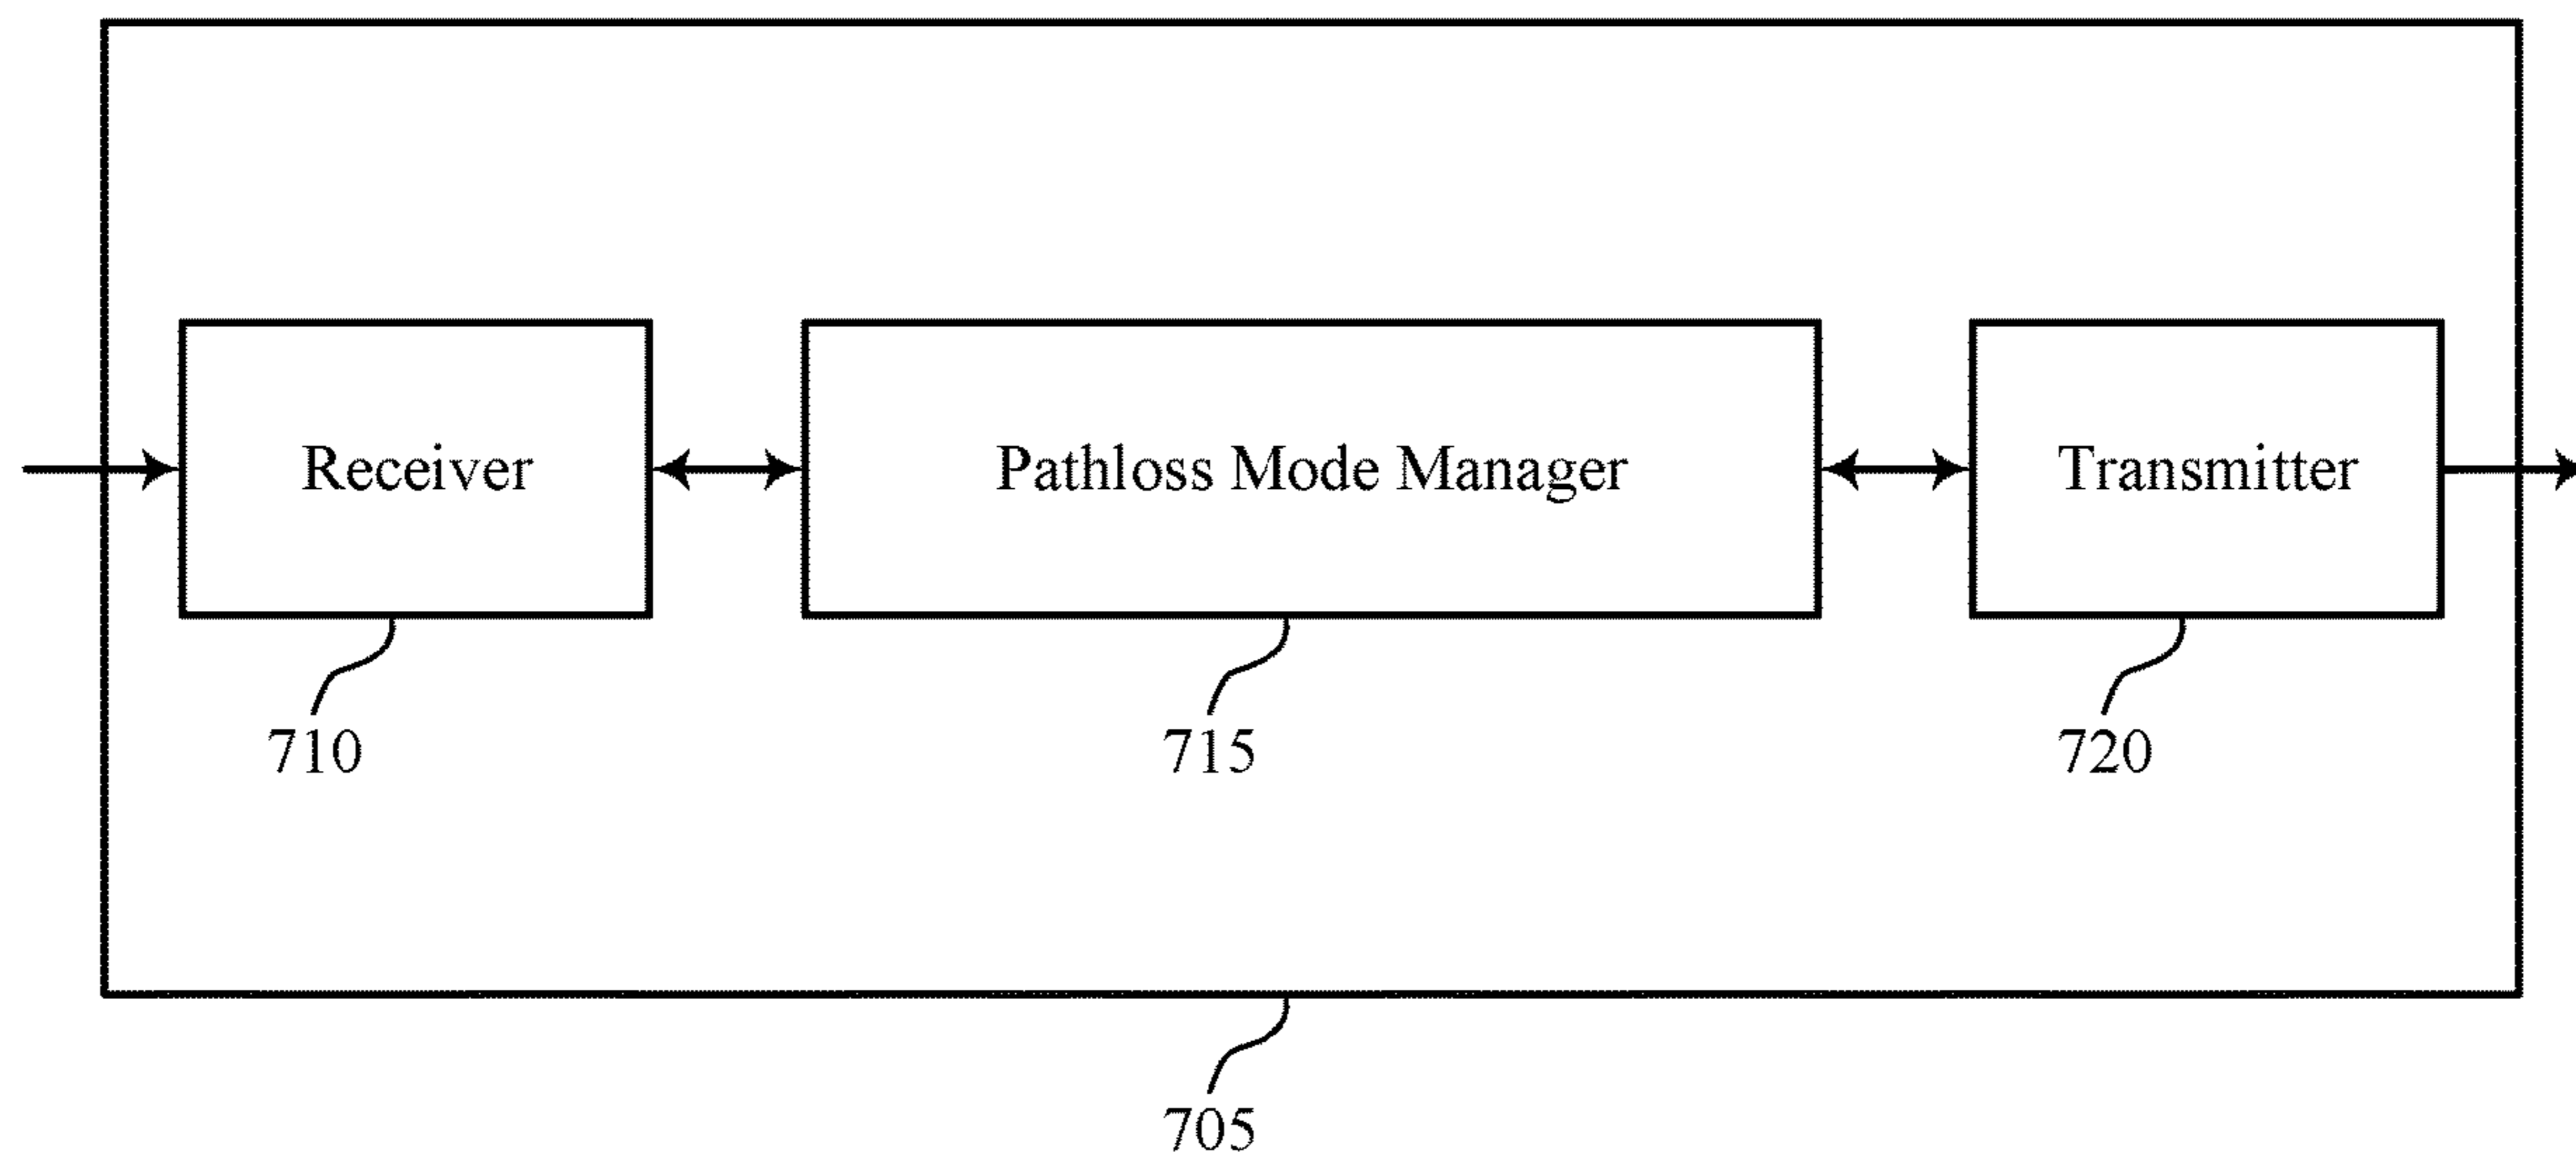 Receiver
Pathloss Mode Manager
Transmitter
710
715
720
705